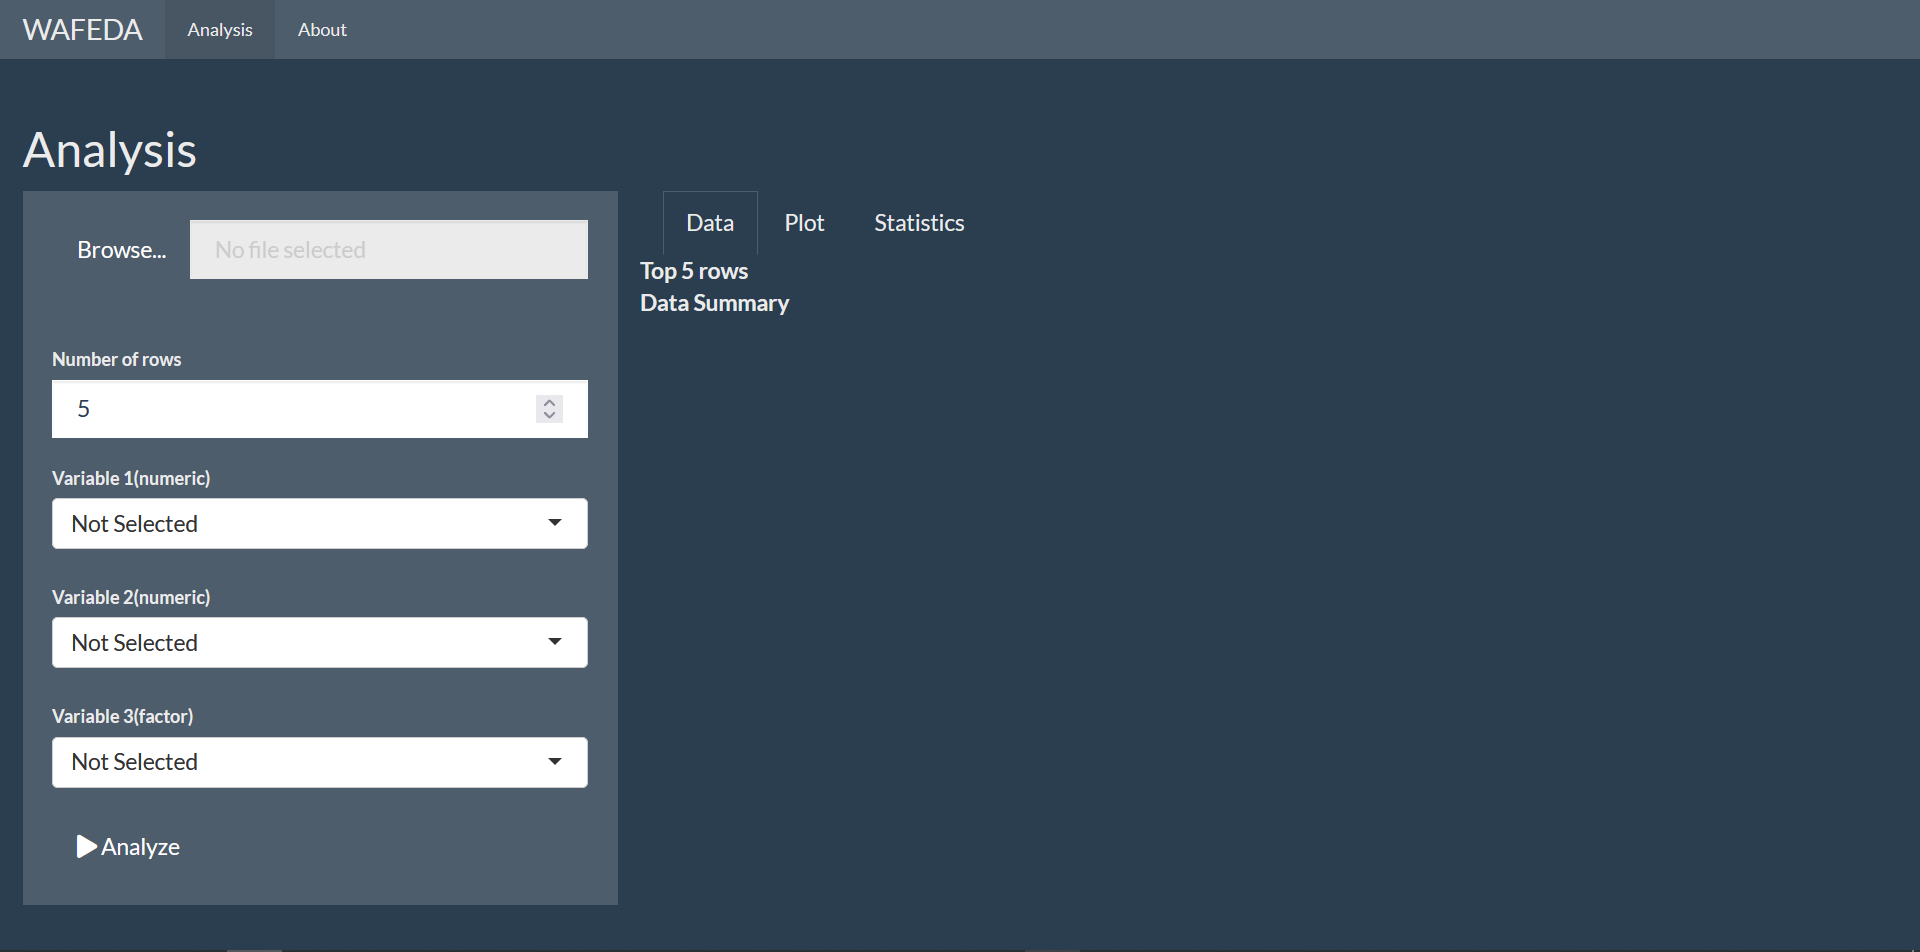 WAFEDA Analysis About
Analysis
Browse... No file selected
Number of rows
5
Variable 1(numeric)
Not Selected
Variable 2(numeric)
Not Selected
Variable 3(factor)
Not Selected
Analyze
Data Plot Statistics
Top 5 rows
Data Summary